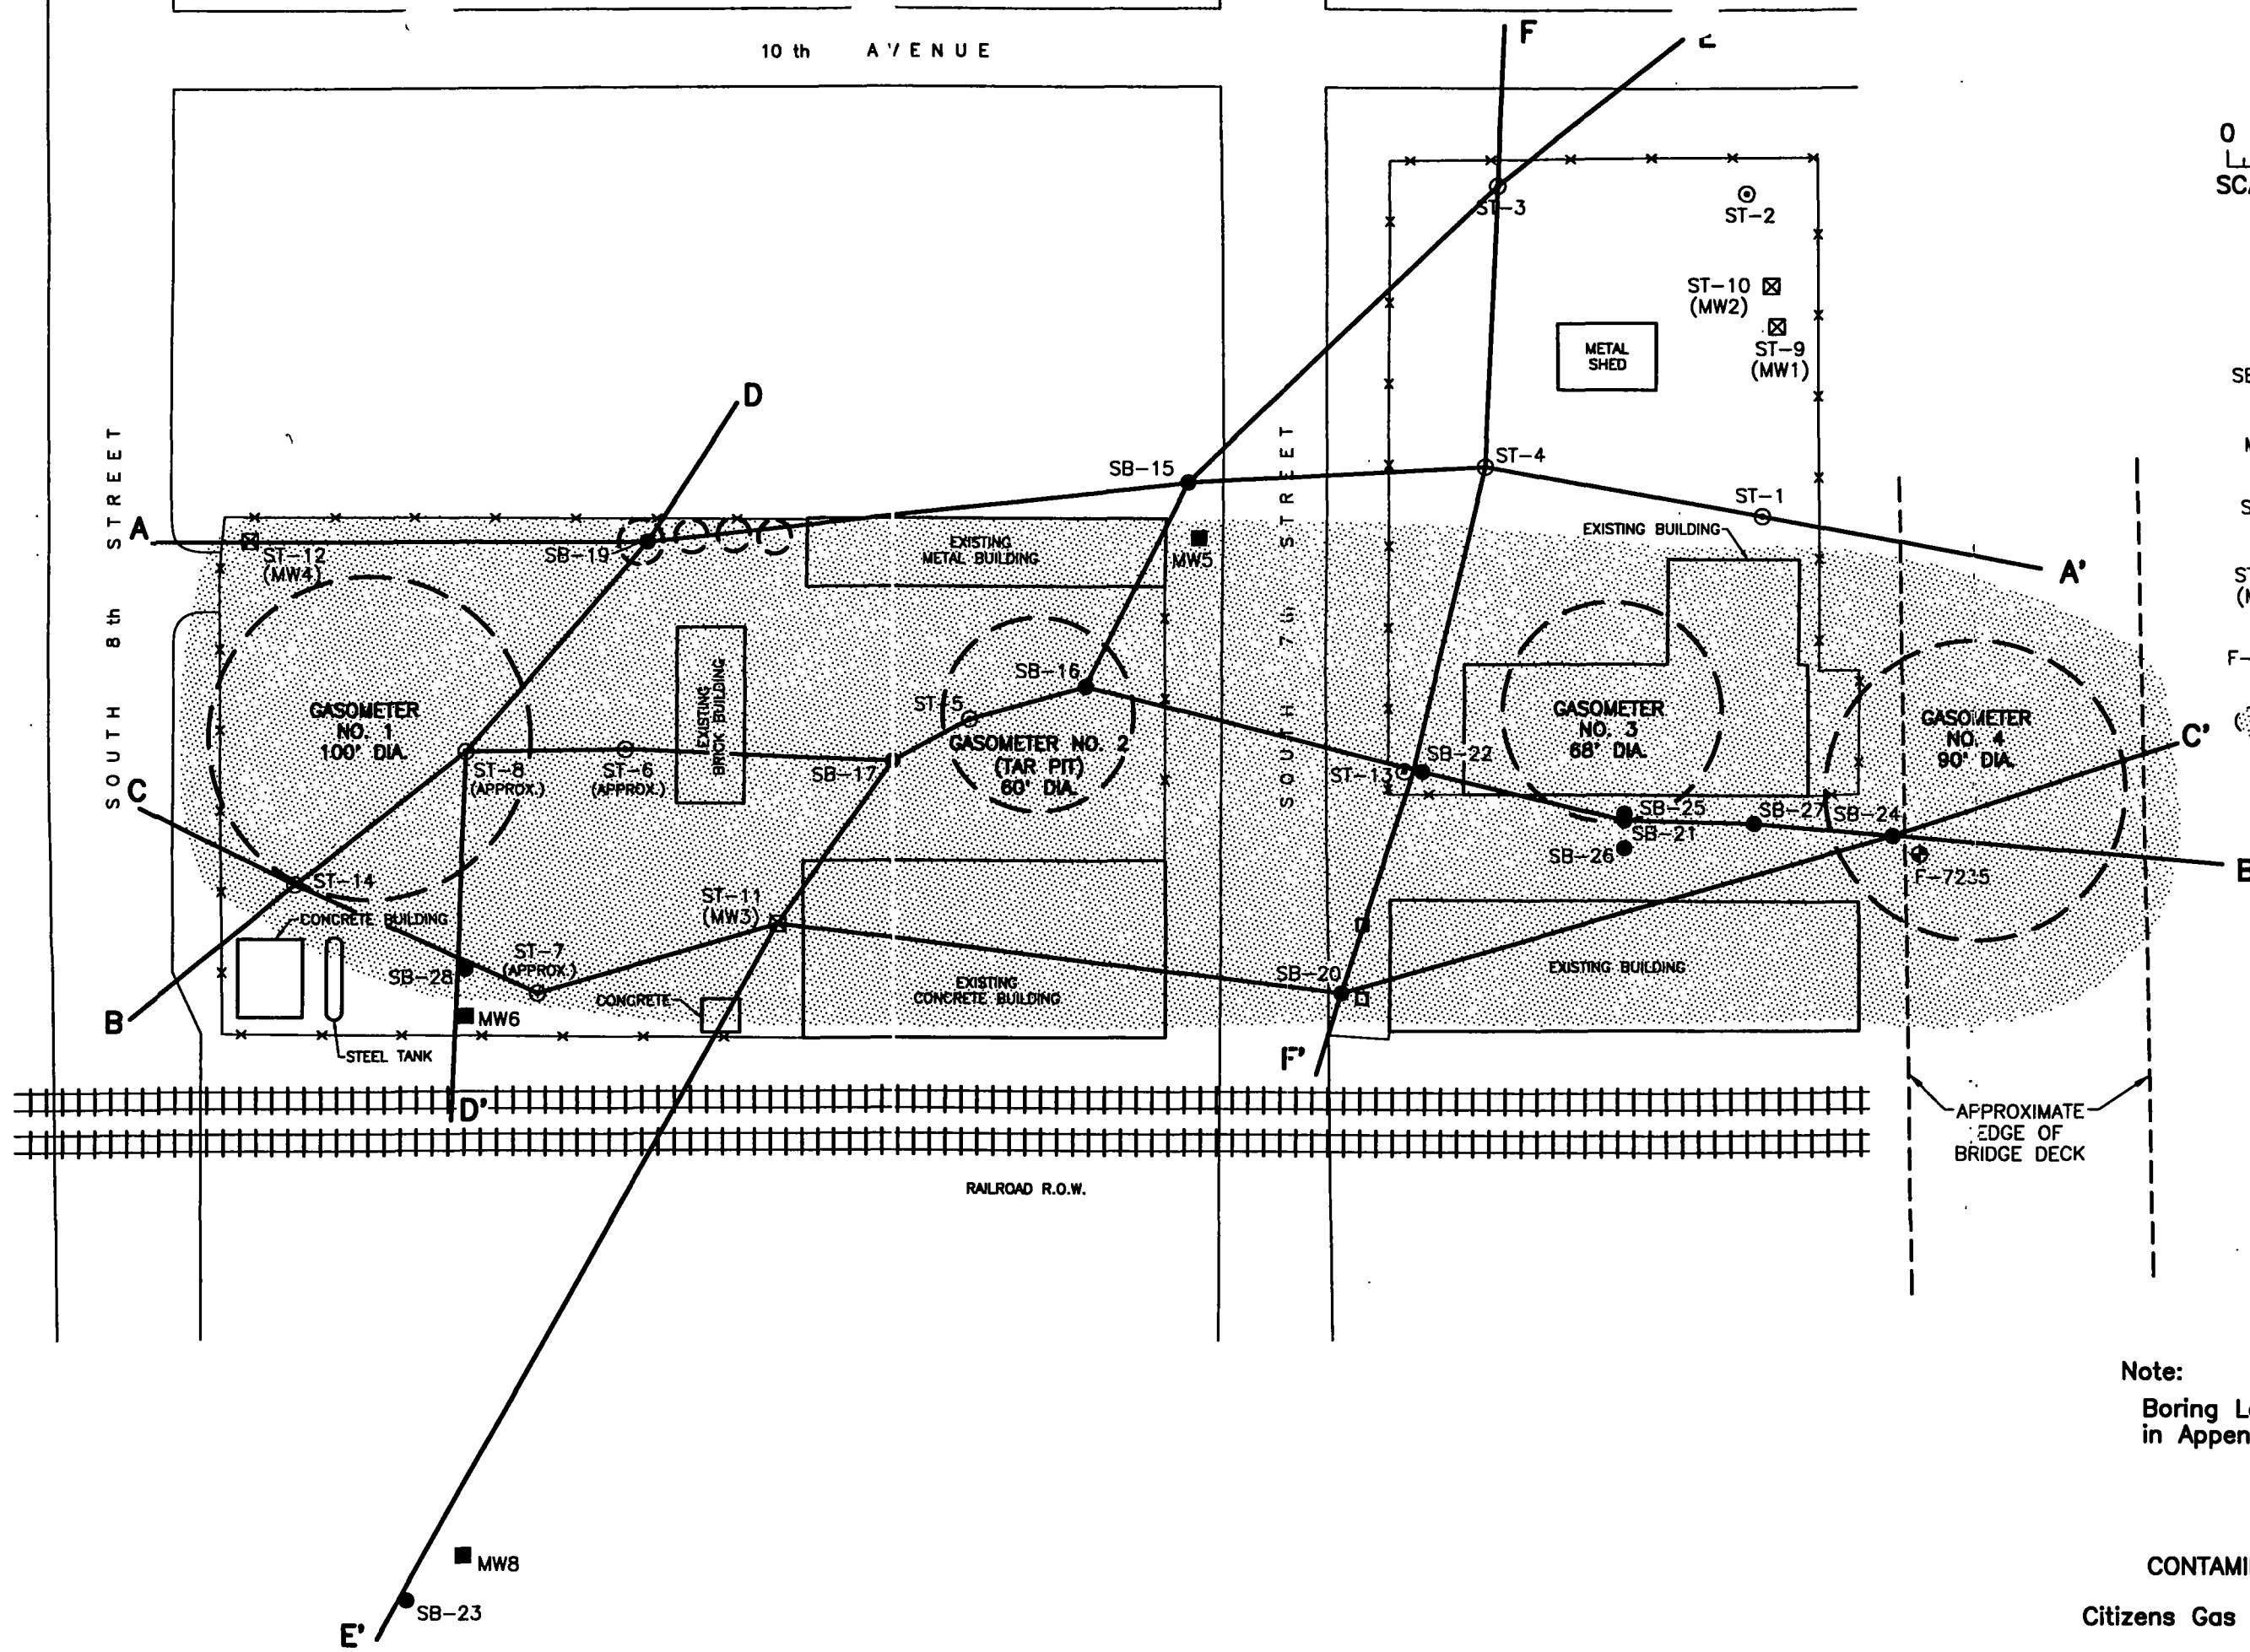 10 th AVENUE
F
E
0
ST-3
ST-2
ST-10
(MW2)
ST-9
(MW1)
METAL
SHED
D
SOUTH 8th STREET
SOUTH 7th STREET
SB-15
ST-4
ST-1
EXISTING BUILDING
A
A'
ST-12
(MW4)
SB-19
EXISTING
METAL BUILDING
MW5
GASOMETER
NO. 1
100' DIA.
EXISTING
BRICK BUILDING
SB-16
ST-5
GASOMETER NO. 2
(TAR PIT)
60' DIA.
GASOMETER
NO. 3
68' DIA.
GASOMETER
NO. 4
90' DIA.
C'
ST-8
(APPROX.)
ST-6
(APPROX.)
SB-17
ST-13
SB-22
C
SB-25
SB-21
SB-27
SB-24
SB-26
F-7235
B
ST-14
CONCRETE BUILDING
ST-11
(MW3)
ST-7
(APPROX.)
SB-28
CONCRETE
EXISTING
CONCRETE BUILDING
SB-20
EXISTING BUILDING
B
MW6
STEEL TANK
F'
D'
APPROXIMATE
EDGE OF
BRIDGE DECK
RAILROAD R.O.W.
Note:
Boring
in
MW8
SB-23
E'
Citizens Gas